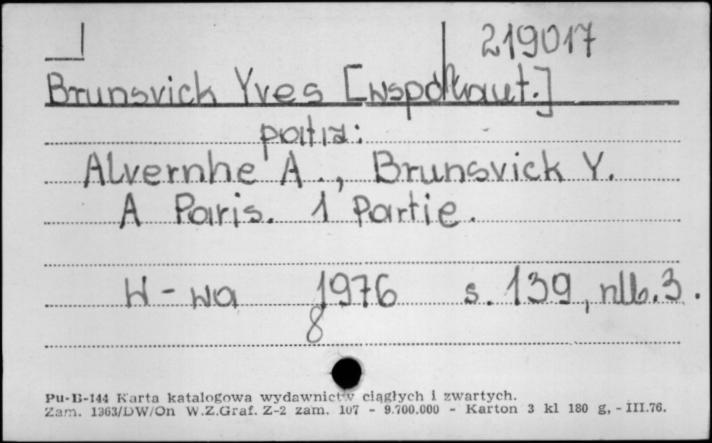 219017
Brunsvick Yves [współaut.]
patrz:
Alvernhe A., Brunsvick Y.
A Paris. 1 Partie.
W-wa 1976 s. 139, nlb. 3.
8
Pu-B-144 Karta katalogowa wydawnictw ciągłych i zwartych.
Zam. 1363/DW/On W.Z.Graf. Z-2 zam. 107 - 9.700.000 - Karton 3 kl 180 g. - III.76.